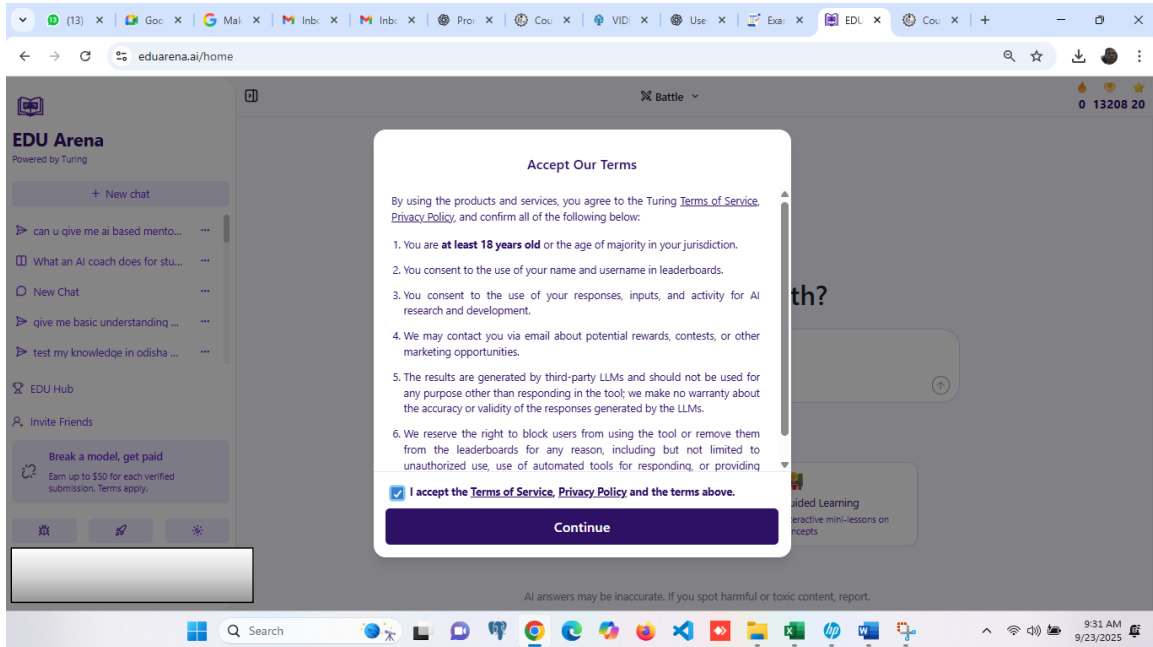 (13)
Goo
Mak
Inbc
Inbc
Pro
Cou
VID
Use
Exar
EDU
Cou
eduarena.ai/home
EDU Arena
Powered by Turing
+ New chat
can u give me ai based mento...
What an AI coach does for stu...
New Chat
give me basic understanding ...
test my knowledge in odisha ...
EDU Hub
Invite Friends
Break a model, get paid
Earn up to $50 for each verified
submission. Terms apply.
Battle
0 13208 20
th?
Accept Our Terms
By using the products and services, you agree to the Turing Terms of Service,
Privacy Policy, and confirm all of the following below:
1. You are at least 18 years old or the age of majority in your jurisdiction.
2. You consent to the use of your name and username in leaderboards.
3. You consent to the use of your responses, inputs, and activity for AI
research and development.
4. We may contact you via email about potential rewards, contests, or other
marketing opportunities.
5. The results are generated by third-party LLMs and should not be used for
any purpose other than responding in the tool; we make no warranty about
the accuracy or validity of the responses generated by the LLMs.
6. We reserve the right to block users from using the tool or remove them
from the leaderboards for any reason, including but not limited to
unauthorized use, use of automated tools for responding, or providing
I accept the Terms of Service, Privacy Policy and the terms above.
Continue
uided Learning
eractive mini-lessons on
ncepts
AI answers may be inaccurate. If you spot harmful or toxic content, report.
Search
9:31 AM
9/23/2025